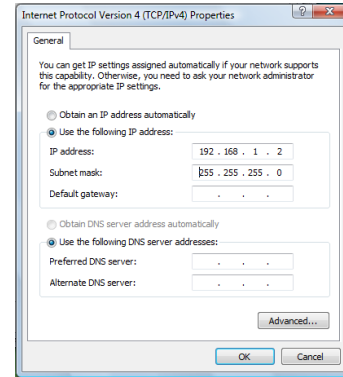 Internet Protocol Version 4 (TCP/IPv4) Properties
General
You can get IP settings assigned automatically if your network supports
this capability. Otherwise, you need to ask your network administrator
for the appropriate IP settings.
Obtain an IP address automatically
Use the following IP address:
IP address: 192 . 168 . 1 . 2
Subnet mask: 255 . 255 . 255 . 0
Default gateway: . . .
Obtain DNS server address automatically
Use the following DNS server addresses:
Preferred DNS server: . . .
Alternate DNS server: . . .
Advanced...
OK Cancel